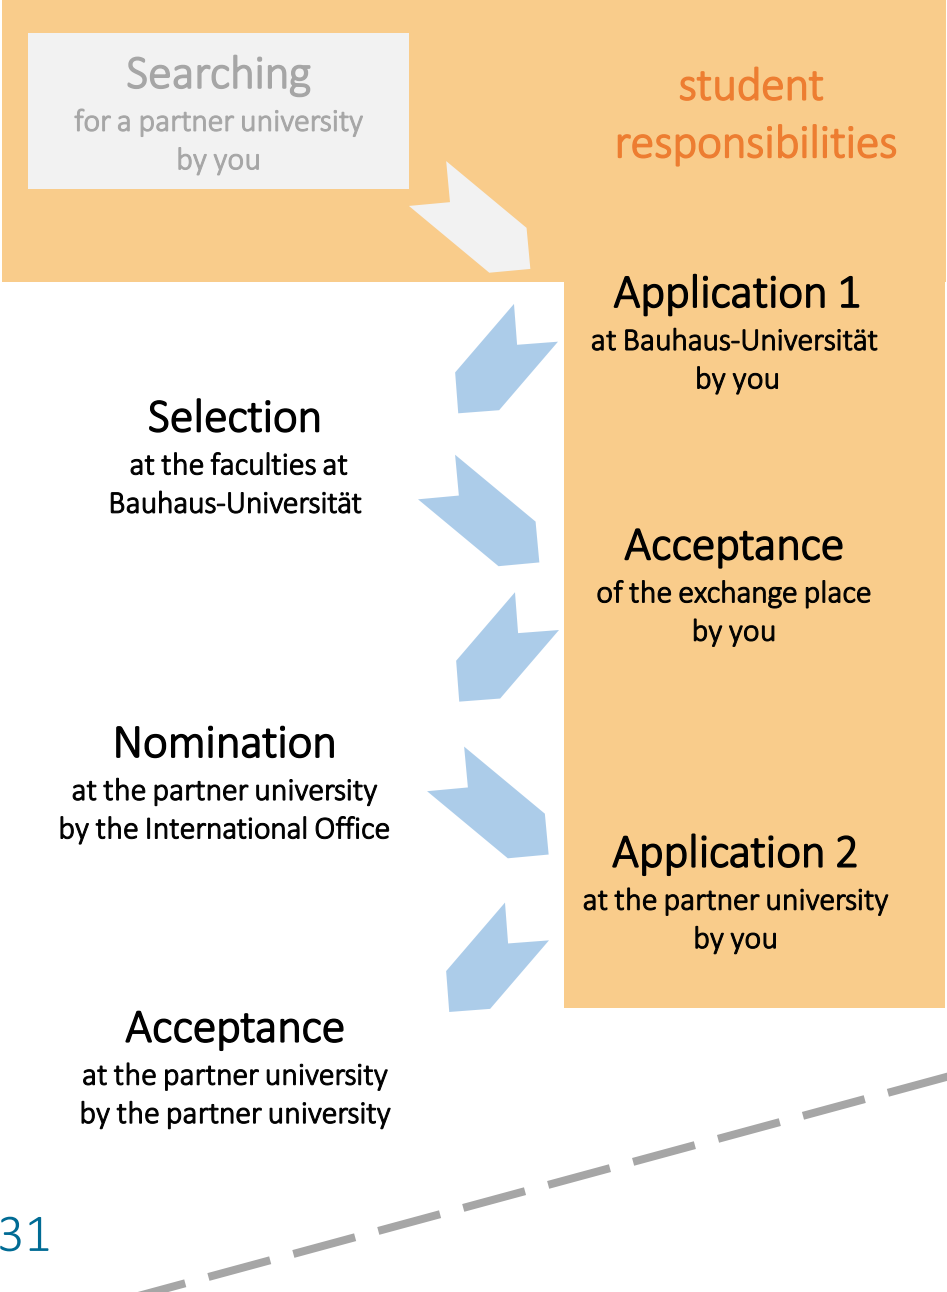 Searching
for a partner university
by you
student
responsibilities
Application 1
at Bauhaus-Universität
by you
Selection
at the faculties at
Bauhaus-Universität
Acceptance
of the exchange place
by you
Nomination
at the partner university
by the International Office
Application 2
at the partner university
by you
Acceptance
at the partner university
by the partner university
31